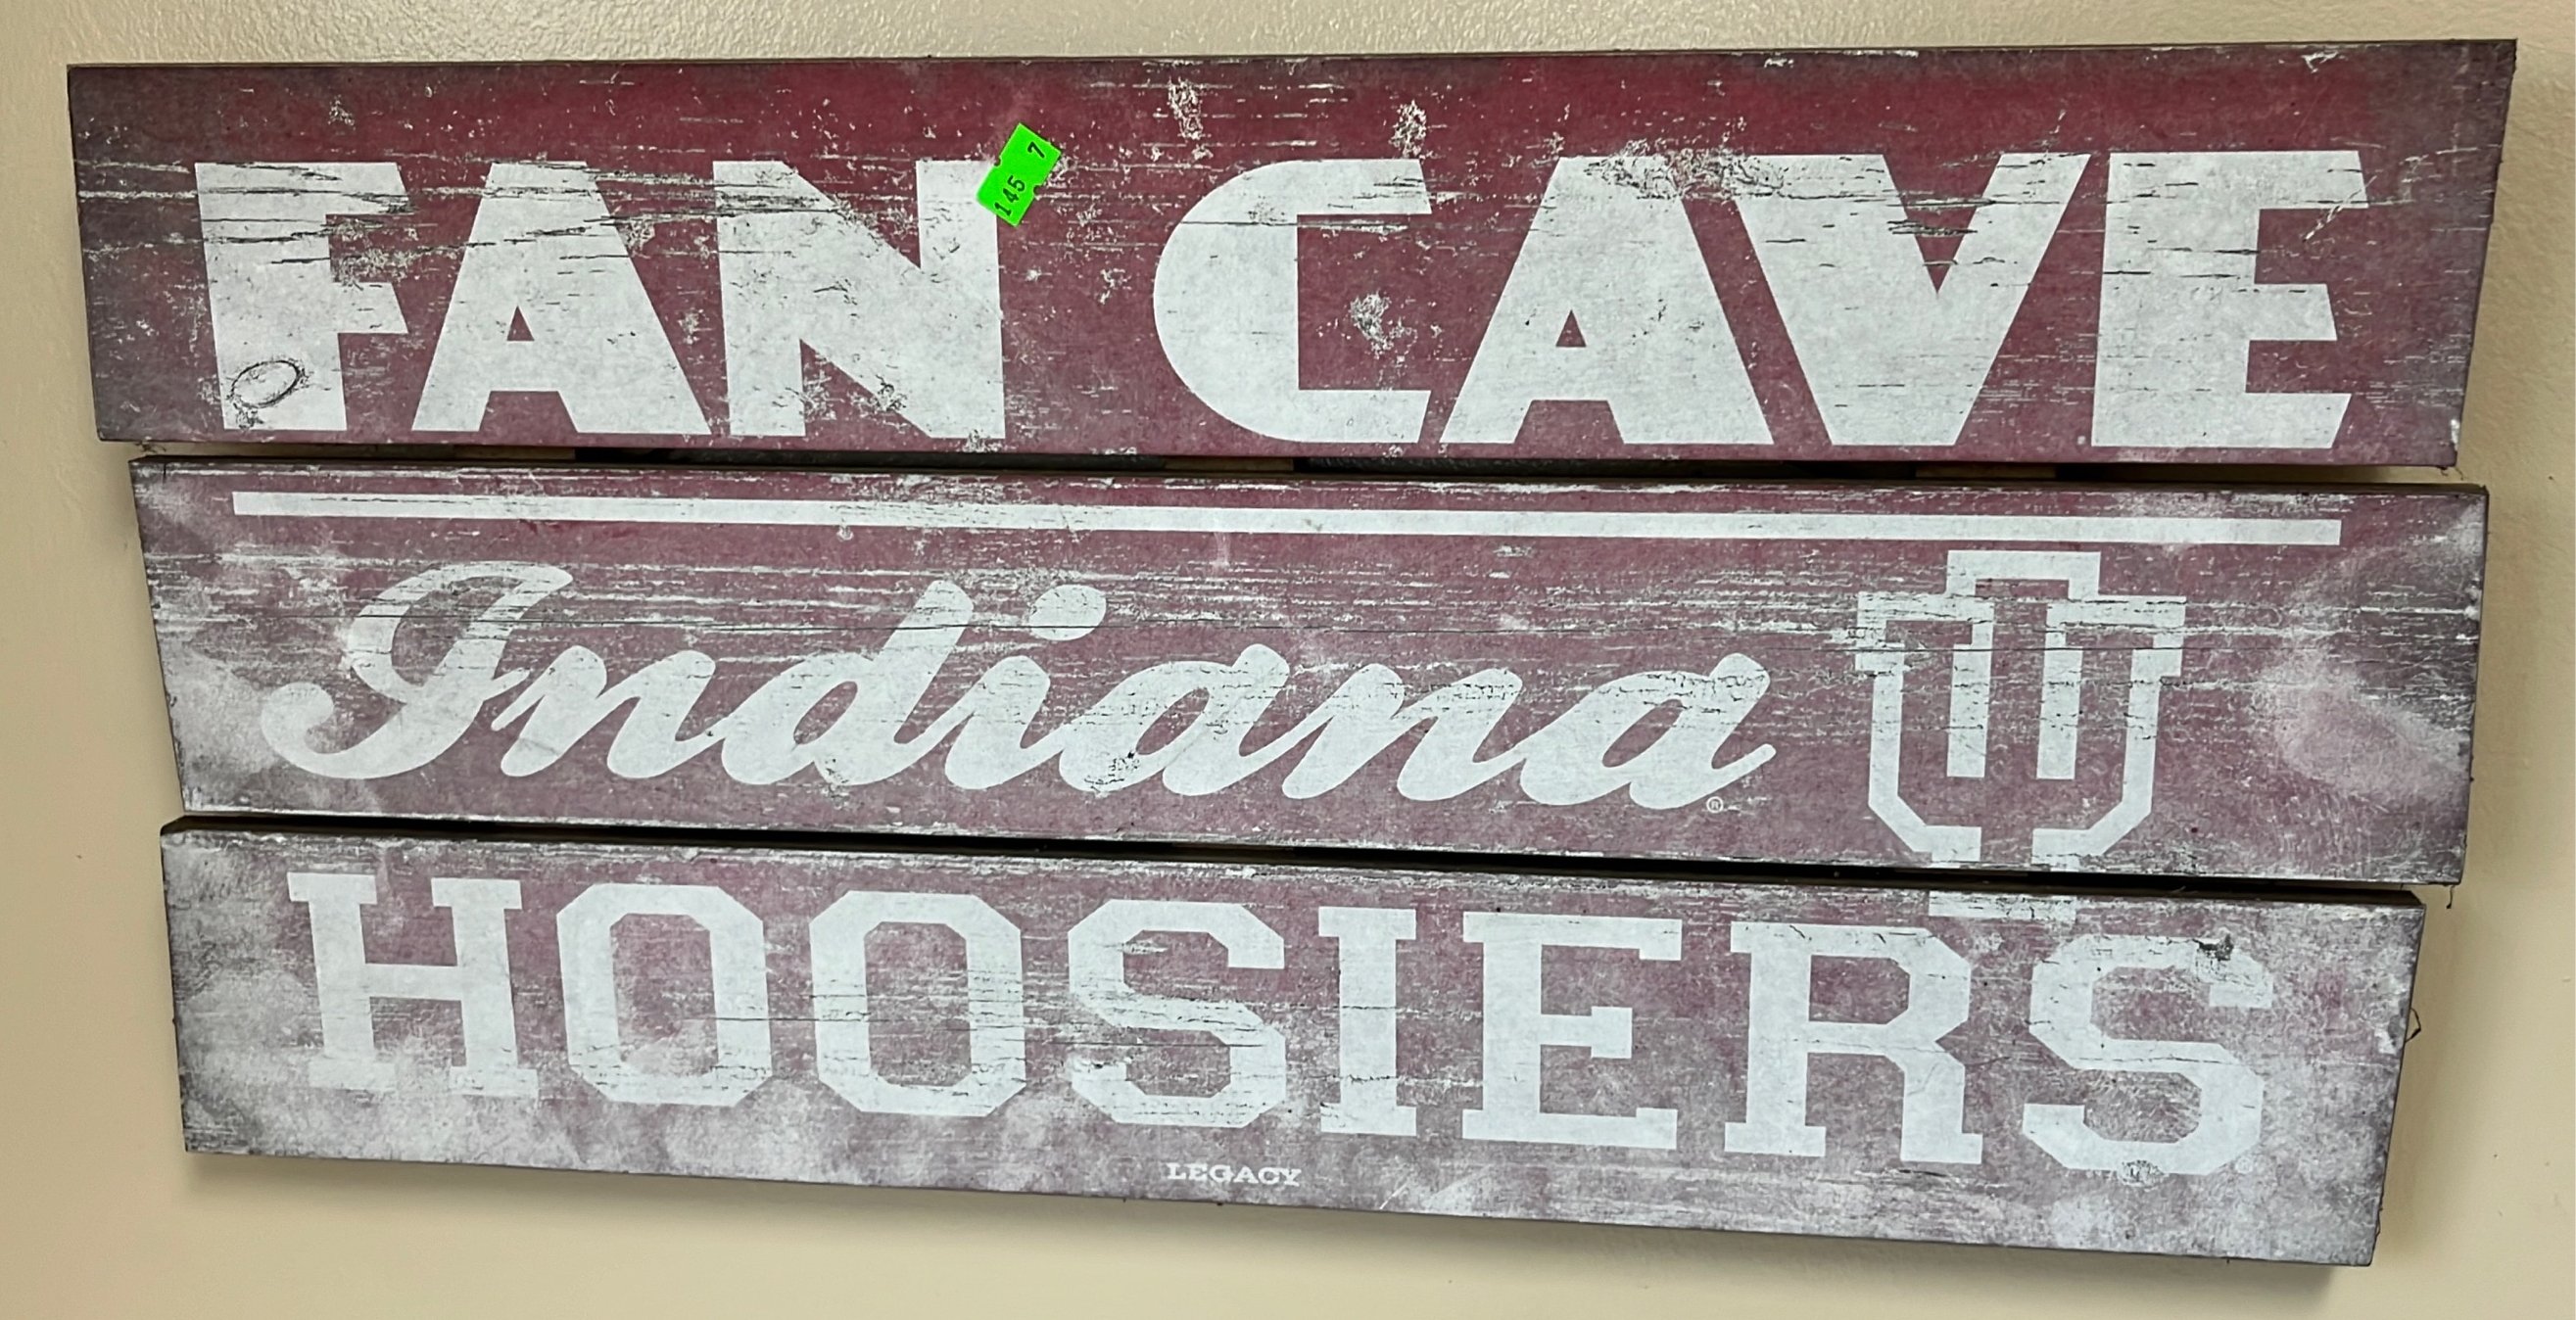 FAN CAVE
145 7
Indiana®
HOOSIERS
LEGACY